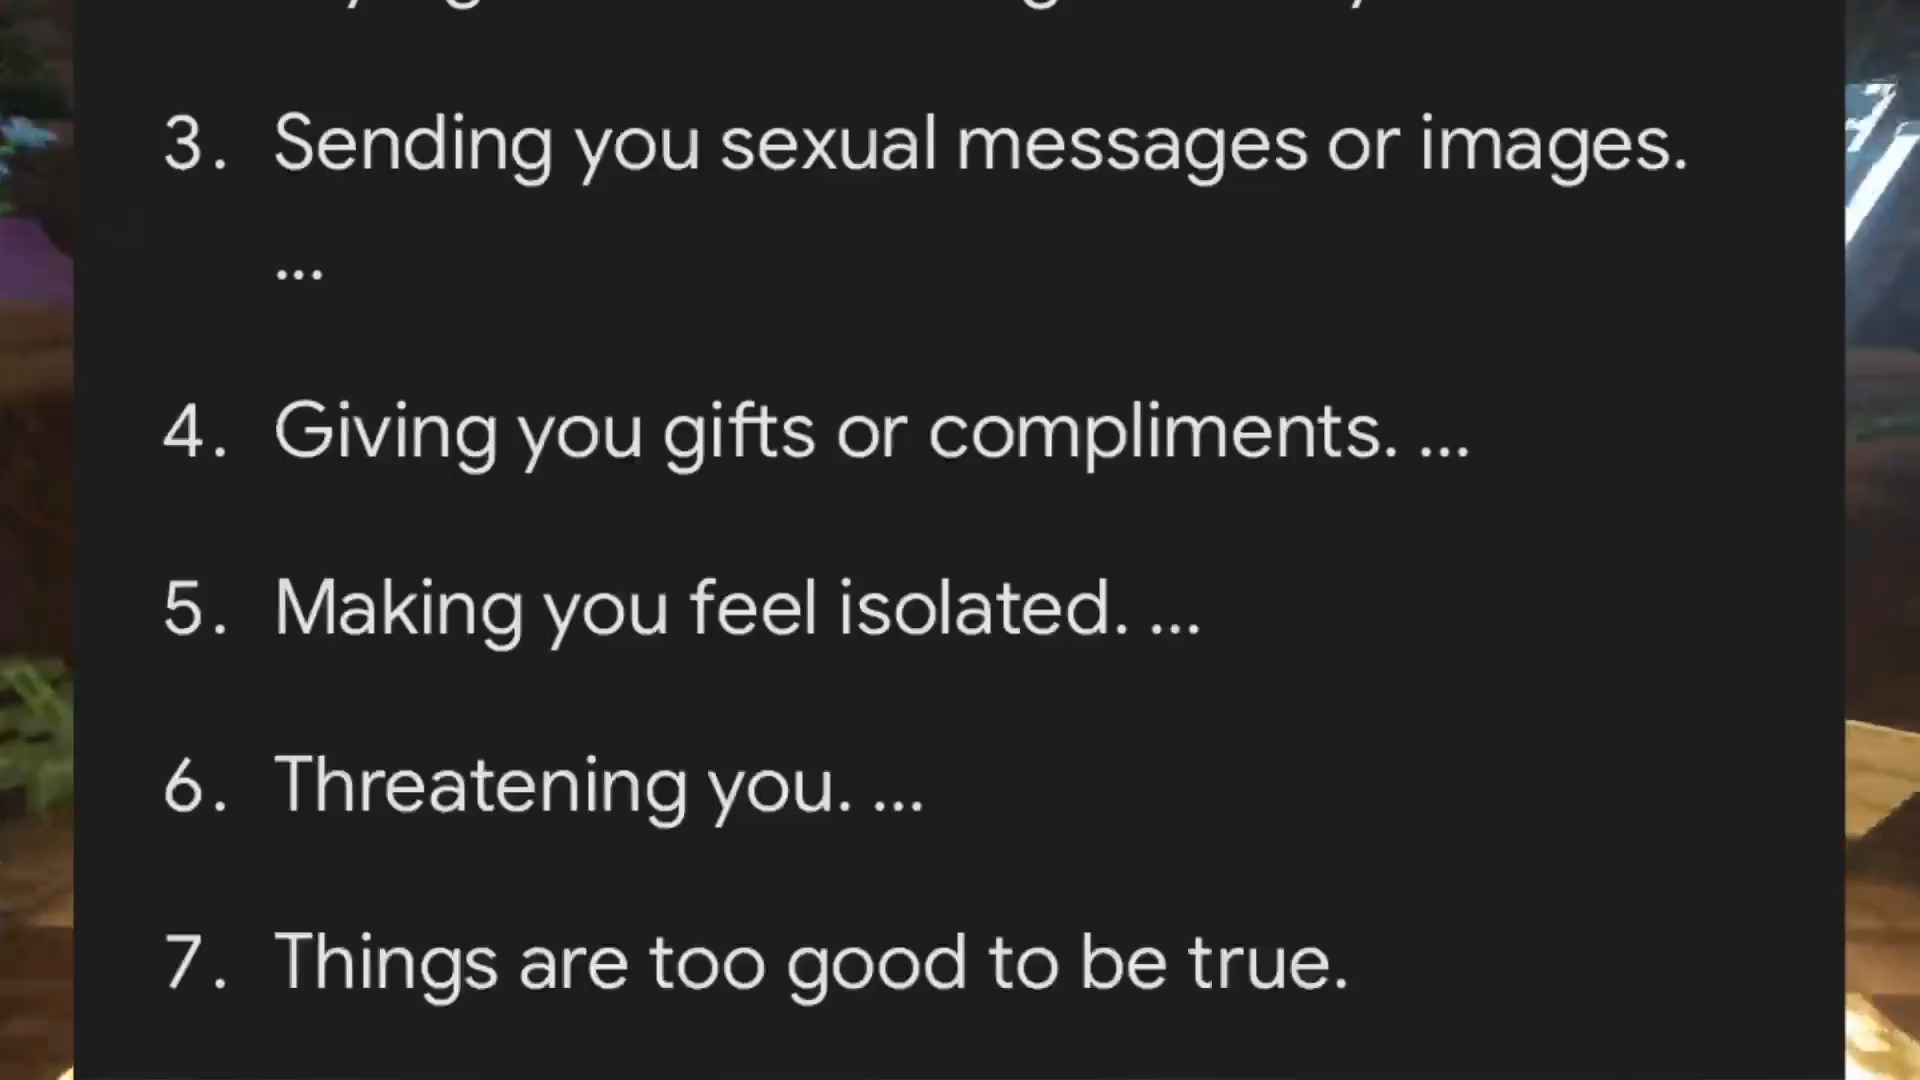 3. Sending you sexual messages or images.
...
4. Giving you gifts or compliments. ...
5. Making you feel isolated. ...
6. Threatening you. ...
7. Things are too good to be true.